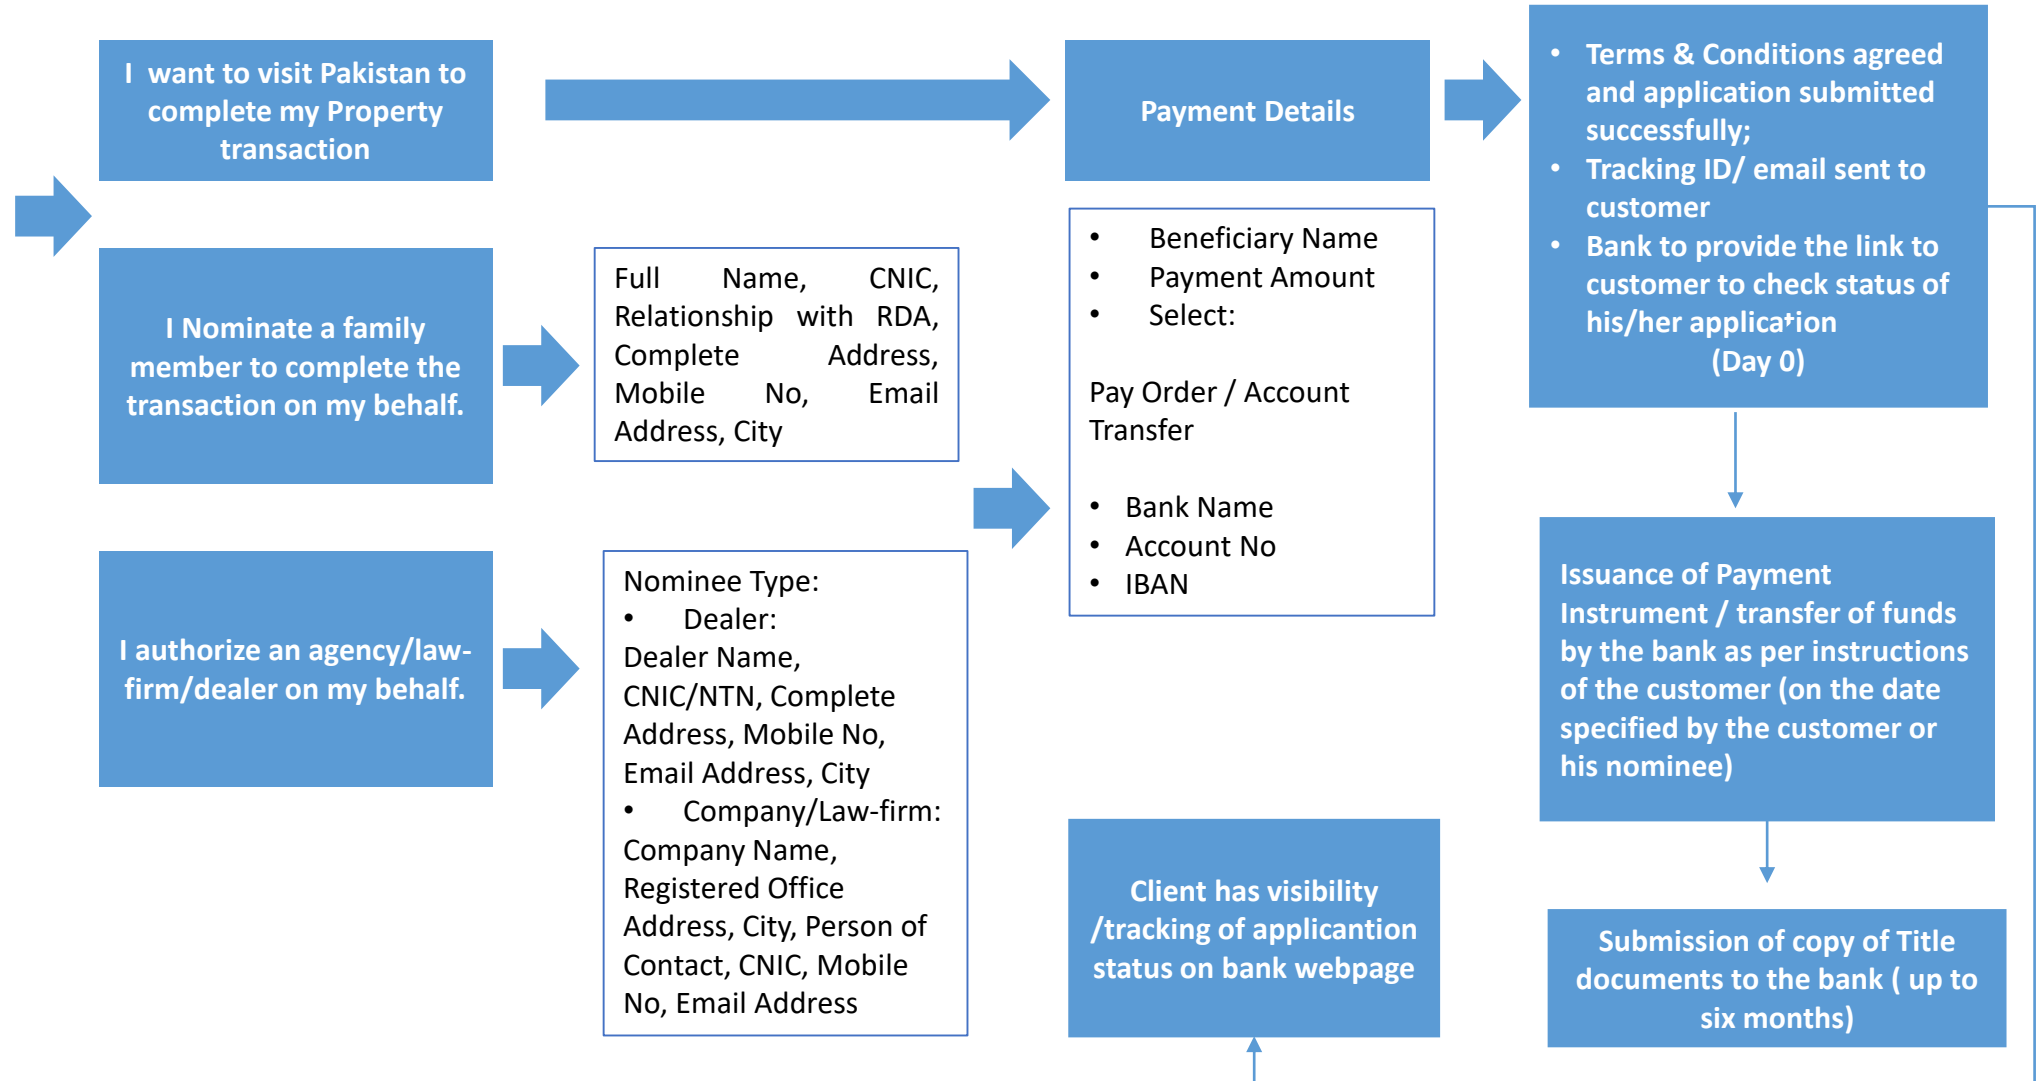 I want to visit Pakistan to
complete my Property
transaction
Payment Details
• Terms & Conditions agreed
and application submitted
successfully;
• Tracking ID/ email sent to
customer
• Bank to provide the link to
customer to check status of
his/her application
(Day 0)
I Nominate a family
member to complete the
transaction on my behalf.
Full Name, CNIC,
Relationship with RDA,
Complete Address,
Mobile No, Email
Address, City
• Beneficiary Name
• Payment Amount
• Select:
Pay Order / Account
Transfer
• Bank Name
• Account No
• IBAN
I authorize an agency/law-
firm/dealer on my behalf.
Nominee Type:
• Dealer:
Dealer Name,
CNIC/NTN, Complete
Address, Mobile No,
Email Address, City
• Company/Law-firm:
Company Name,
Registered Office
Address, City, Person of
Contact, CNIC, Mobile
No, Email Address
Issuance of Payment
Instrument / transfer of funds
by the bank as per instructions
of the customer (on the date
specified by the customer or
his nominee)
Client has visibility
/tracking of applicantion
status on bank webpage
Submission of copy of Title
documents to the bank ( up to
six months)